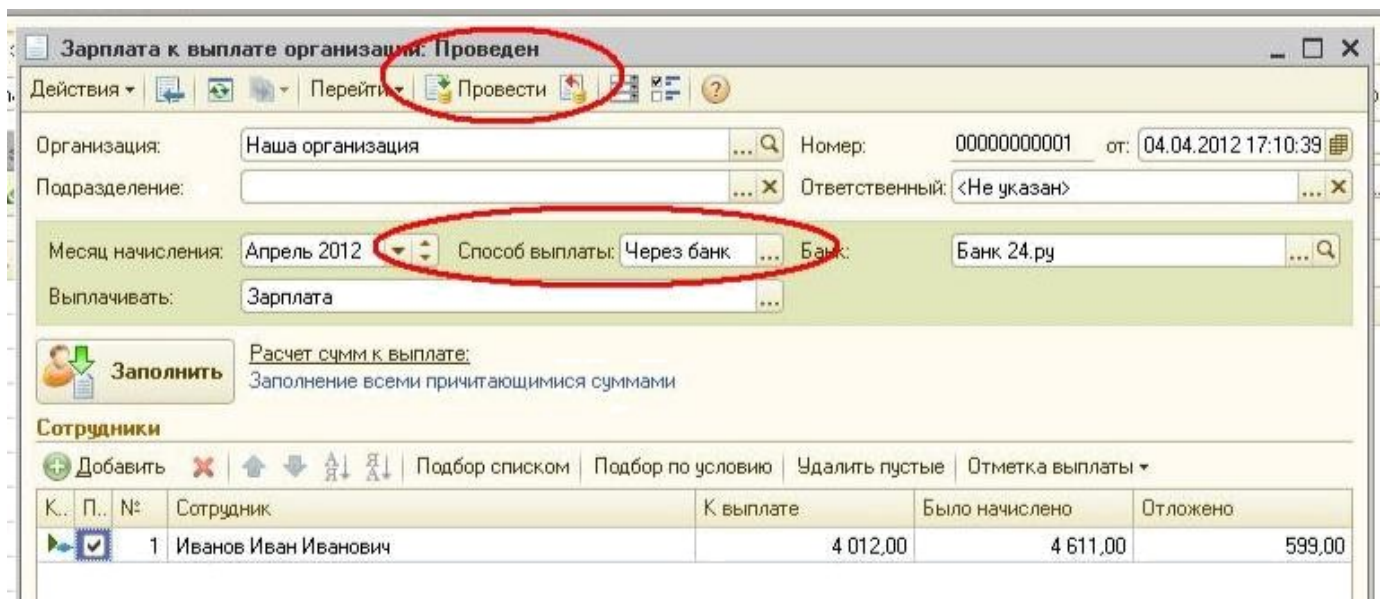 Зарплата к выплате организации: Проведен
Действия Перейти Провести
Организация: Наша организация ... Номер: 00000000001 от: 04.04.2012 17:10:39
Подразделение: ... Ответственный: <Не указан> ...
Месяц начисления: Апрель 2012 Способ выплаты: Через банк ... Банк: Банк 24.ру ...
Выплачивать: Зарплата ...
Заполнить Расчет сумм к выплате:
Заполнение всеми причитающимися суммами
Сотрудники
Добавить Подбор списком Подбор по условию Удалить пустые Отметка выплаты
К.. П.. № Сотрудник К выплате Было начислено Отложено
1 Иванов Иван Иванович 4 012,00 4 611,00 599,00